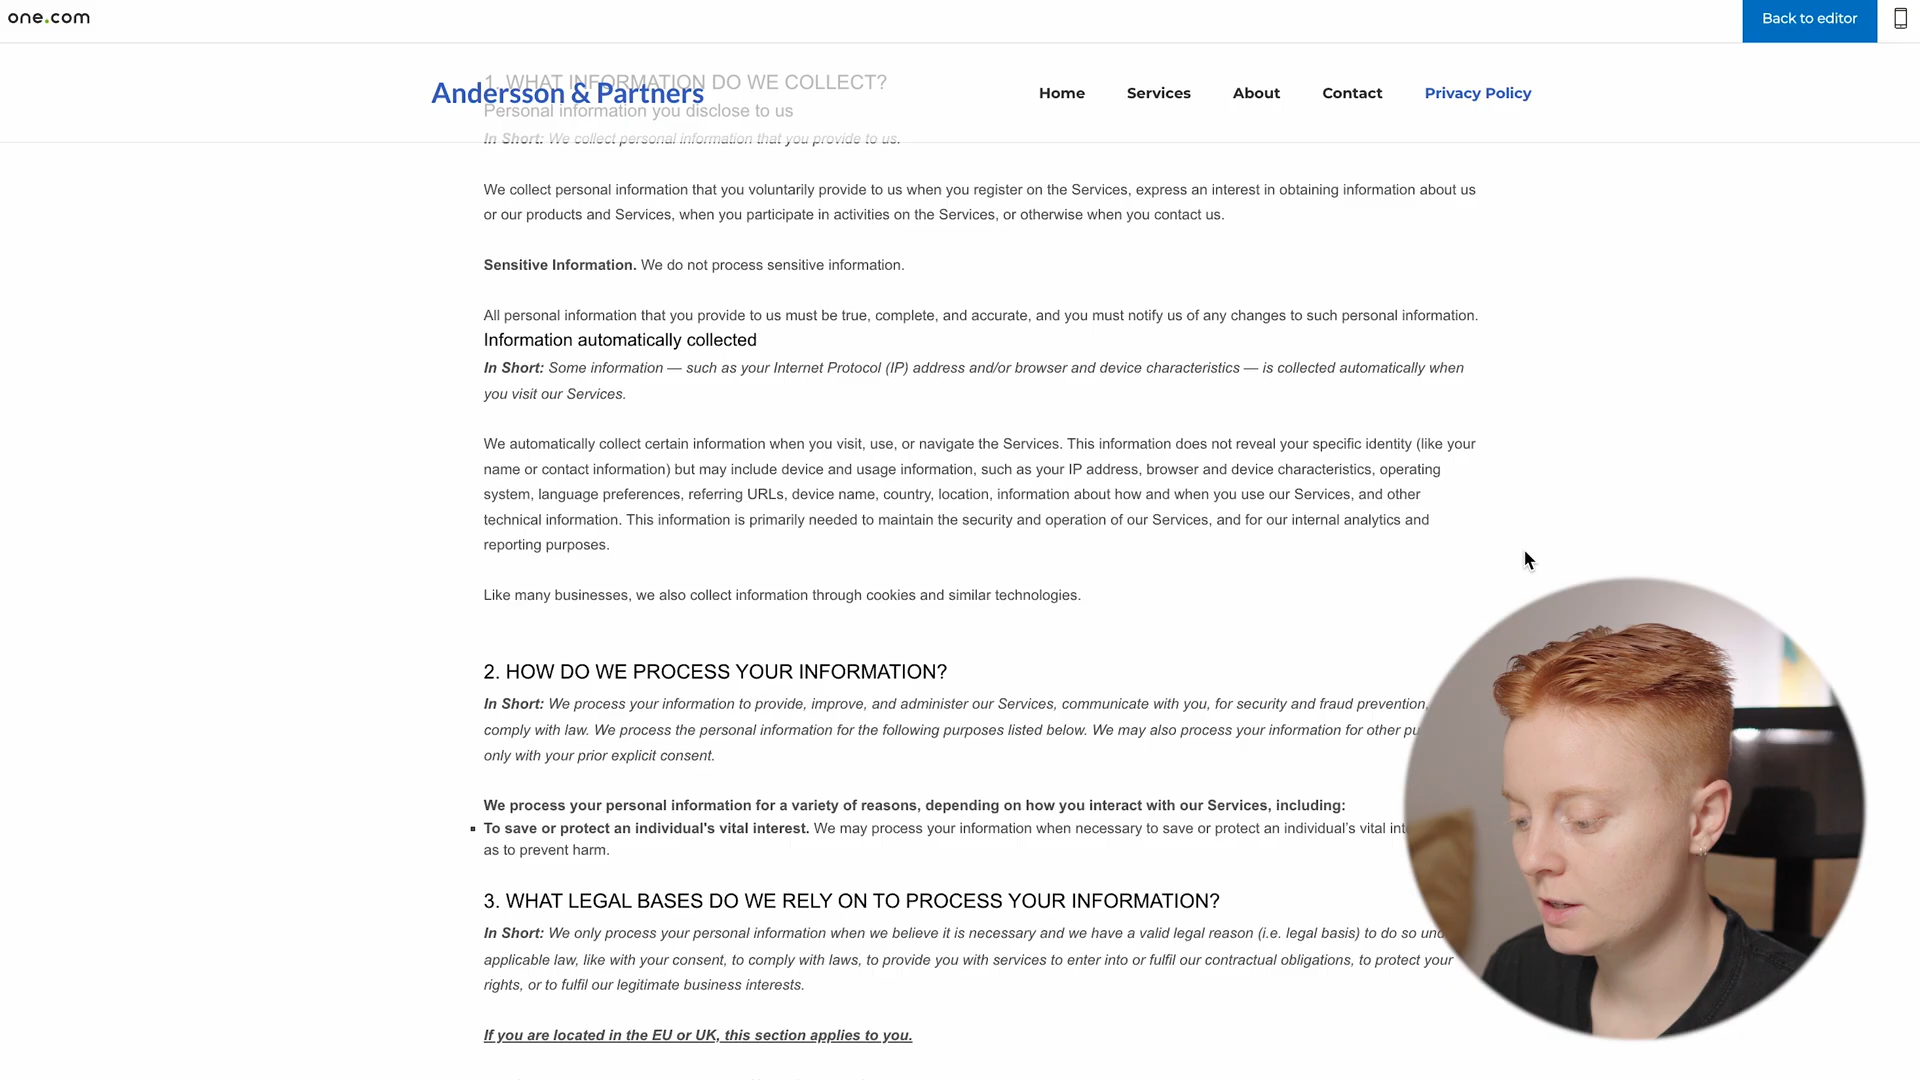 one.com
Back to editor
1. WHAT INFORMATION DO WE COLLECT?
Andersson & Partners
Home
Services
About
Contact
Privacy Policy
Personal information you disclose to us
In Short: We collect personal information that you provide to us.
We collect personal information that you voluntarily provide to us when you register on the Services, express an interest in obtaining information about us
or our products and Services, when you participate in activities on the Services, or otherwise when you contact us.
Sensitive Information. We do not process sensitive information.
All personal information that you provide to us must be true, complete, and accurate, and you must notify us of any changes to such personal information.
Information automatically collected
In Short: Some information — such as your Internet Protocol (IP) address and/or browser and device characteristics — is collected automatically when
you visit our Services.
We automatically collect certain information when you visit, use, or navigate the Services. This information does not reveal your specific identity (like your
name or contact information) but may include device and usage information, such as your IP address, browser and device characteristics, operating
system, language preferences, referring URLs, device name, country, location, information about how and when you use our Services, and other
technical information. This information is primarily needed to maintain the security and operation of our Services, and for our internal analytics and
reporting purposes.
Like many businesses, we also collect information through cookies and similar technologies.
2. HOW DO WE PROCESS YOUR INFORMATION?
In Short: We process your information to provide, improve, and administer our Services, communicate with you, for security and fraud prevention,
comply with law. We process the personal information for the following purposes listed below. We may also process your information for other
only with your prior explicit consent.
We process your personal information for a variety of reasons, depending on how you interact with our Services, including:
To save or protect an individual's vital interest. We may process your information when necessary to save or protect an individual’s vital
as to prevent harm.
3. WHAT LEGAL BASES DO WE RELY ON TO PROCESS YOUR INFORMATION?
In Short: We only process your personal information when we believe it is necessary and we have a valid legal reason (i.e. legal basis) to do so
applicable law, like with your consent, to comply with laws, to provide you with services to enter into or fulfil our contractual obligations, to protect your
rights, or to fulfil our legitimate business interests.
If you are located in the EU or UK, this section applies to you.